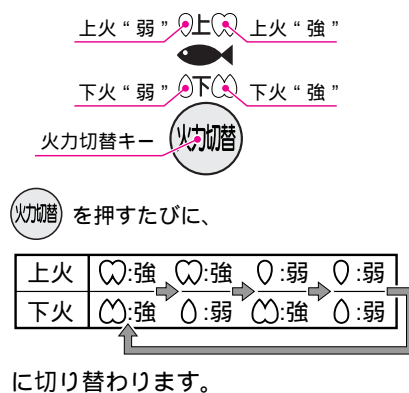 上火“弱” 上 上火“強”
下火“弱” 下 下火“強”
火力切替キー 火力切替
火力切替 を押すたびに、
上火 :強 :強 :弱 :弱
下火 :強 :弱 :強 :弱
に切り替わります。